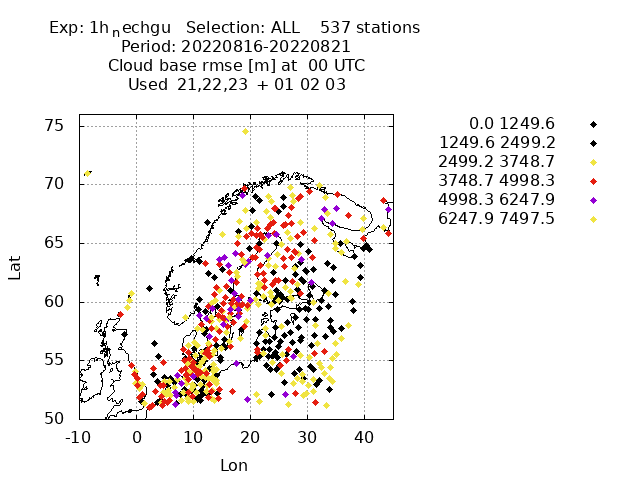 Exp: 1hnechgu Selection: ALL 537 stations
Period: 20220816-20220821
Cloud base rmse [m] at 00 UTC
Used 21,22,23 + 01 02 03
0.0 1249.6
1249.6 2499.2
2499.2 3748.7
3748.7 4998.3
4998.3 6247.9
6247.9 7497.5
75
70
65
60
55
50
Lat
-10 0 10 20 30 40
Lon